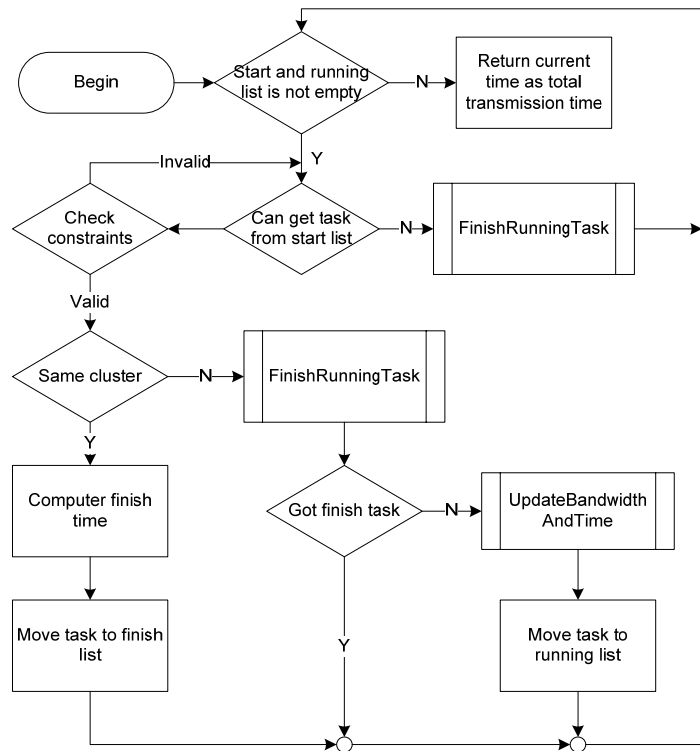 Begin
Start and running
list is not empty
N
Return current
time as total
transmission time
Y
Invalid
Check
constraints
Can get task
from start list
N
FinishRunningTask
Valid
Same cluster
N
FinishRunningTask
Y
Computer finish
time
Got finish task
N
UpdateBandwidth
AndTime
Move task to finish
list
Y
Move task to
running list